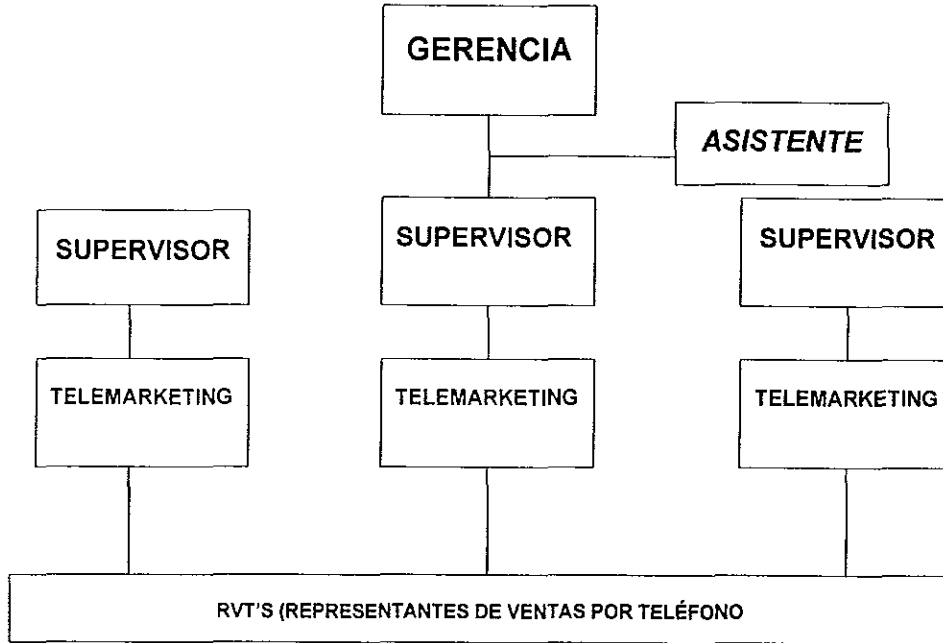 GERENCIA
ASISTENTE
SUPERVISOR
SUPERVISOR
SUPERVISOR
TELEMARKETING
TELEMARKETING
TELEMARKETING
RVT'S (REPRESENTANTES DE VENTAS POR TELÉFONO